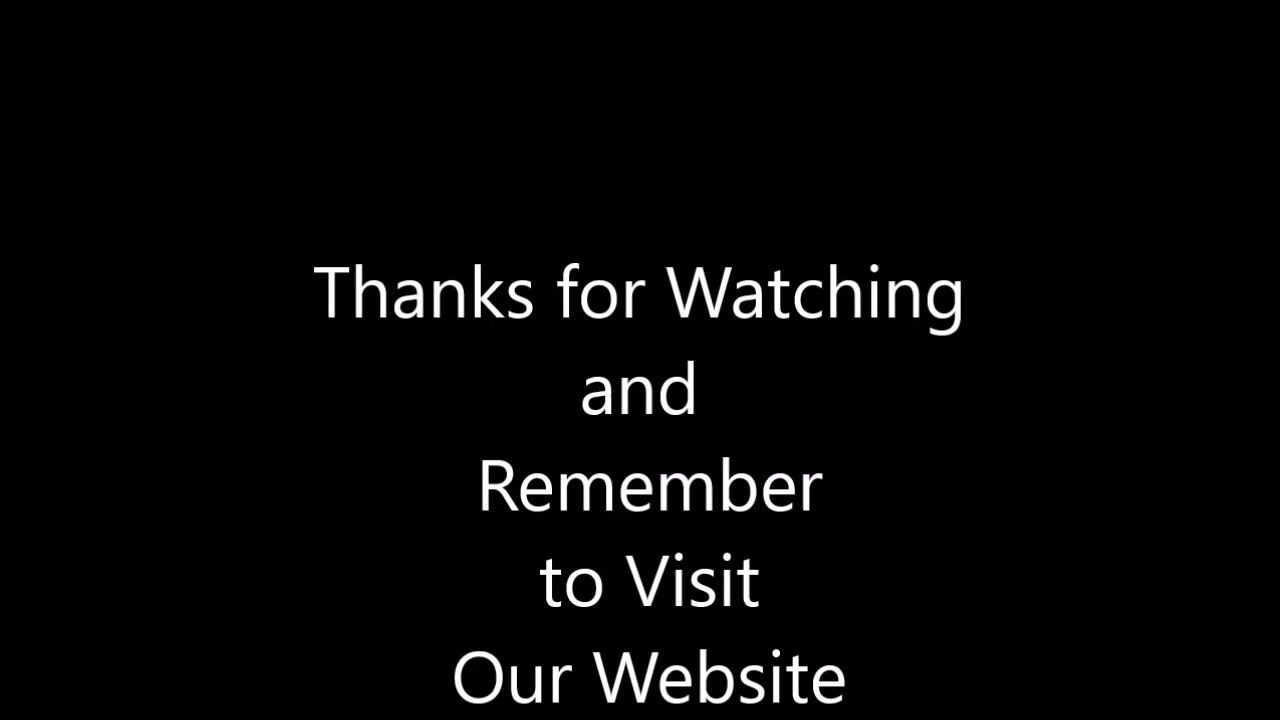 Thanks for Watching
and
Remember
to Visit
Our Website